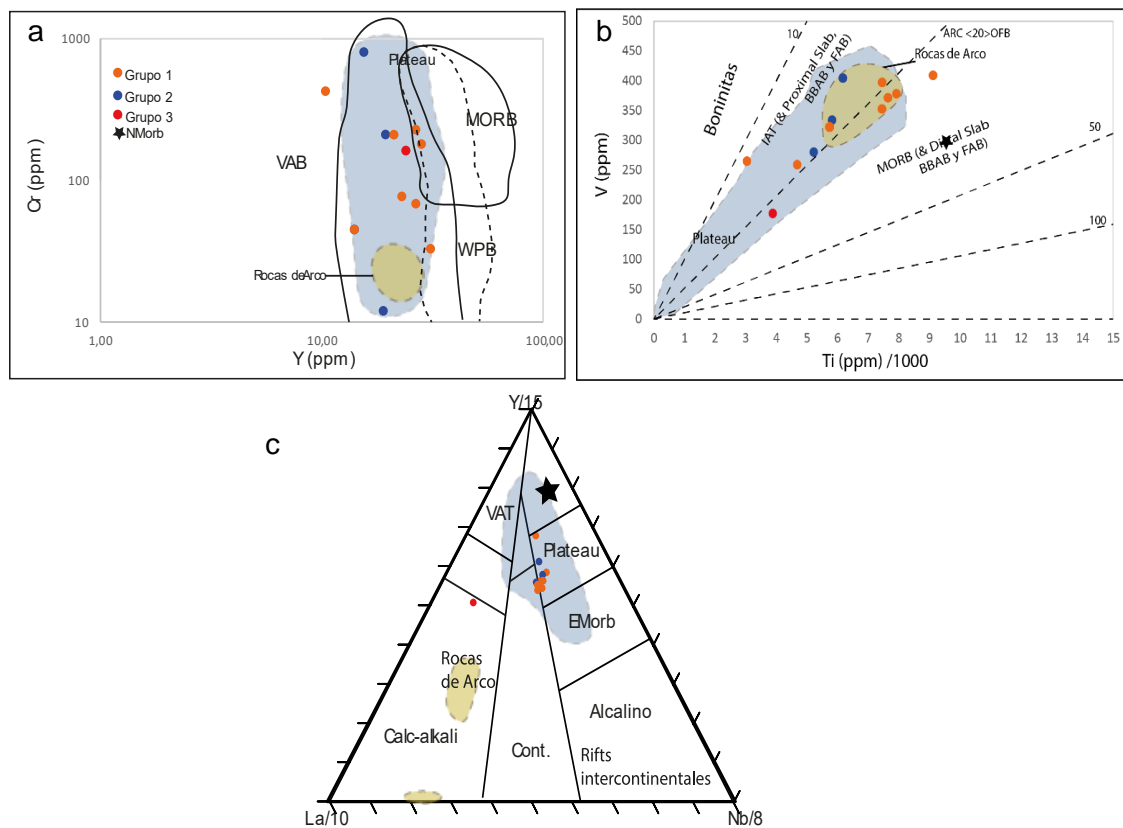 a
Cr (ppm)
1000
100
10
Grupo 1
Grupo 2
Grupo 3
NMorb
Plateau
MORB
VAB
WPB
Rocas de Arco
1,00
10,00
100,00
Y (ppm)
b
V (ppm)
500
450
400
350
300
250
200
150
100
50
0
Boninitas
10
IAT (& Proximal Slab,
BBAB y FAB)
ARC <20>OFB
Rocas de Arco
MORB (& Distal Slab
BBAB y FAB)
50
100
Plateau
0 1 2 3 4 5 6 7 8 9 10 11 12 13 14 15
Ti (ppm) /1000
c
Y/15
VAT
Plateau
EMorb
Rocas
de Arco
Alcalino
Calc-alkali
Cont.
Rifts
intercontinentales
La/10
Nb/8